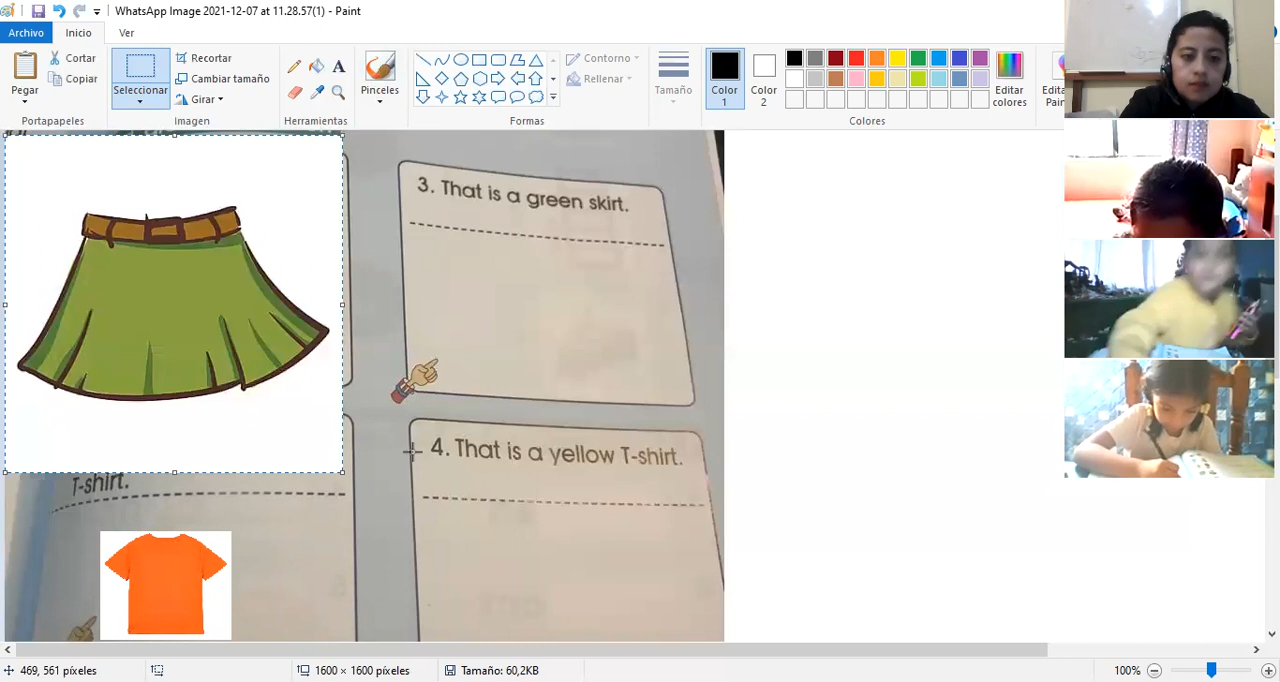 WhatsApp Image 2021-12-07 at 11.28.57(1) - Paint
Archivo
Inicio
Ver
Pegar
Cortar
Copiar
Portapapeles
Seleccionar
Recortar
Cambiar tamaño
Girar
Imagen
A
Herramientas
Pinceles
Formas
Contorno
Rellenar
Tamaño
Color 1
Color 2
Editar colores
Colores
3. That is a green skirt.
4. That is a yellow T-shirt.
T-shirt.
469, 561 píxeles
1600 × 1600 píxeles
Tamaño: 60,2KB
100%